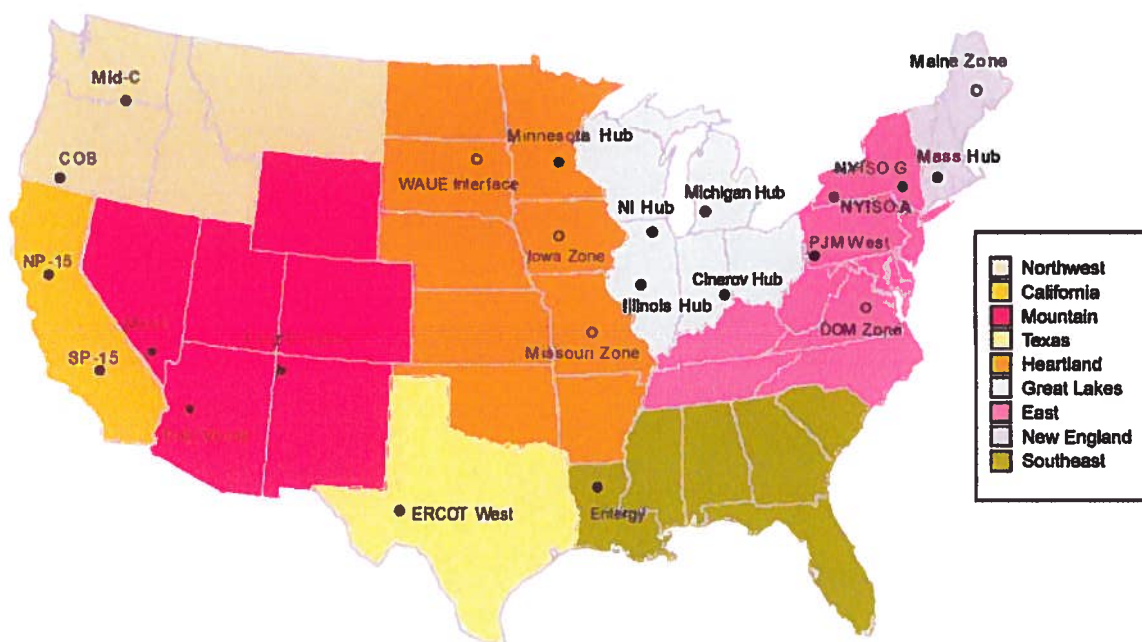 Maine Zone
Mid-C
Minnesota Hub
COB
NYISO G
Mass Hub
WAUE Interface
Michigan Hub
NYISO A
NI Hub
PJM West
Iowa Zone
NP-15
Cinergy Hub
Illinois Hub
DOM Zone
Missouri Zone
SP-15
ERCOT West
Entergy
Northwest
California
Mountain
Texas
Heartland
Great Lakes
East
New England
Southeast